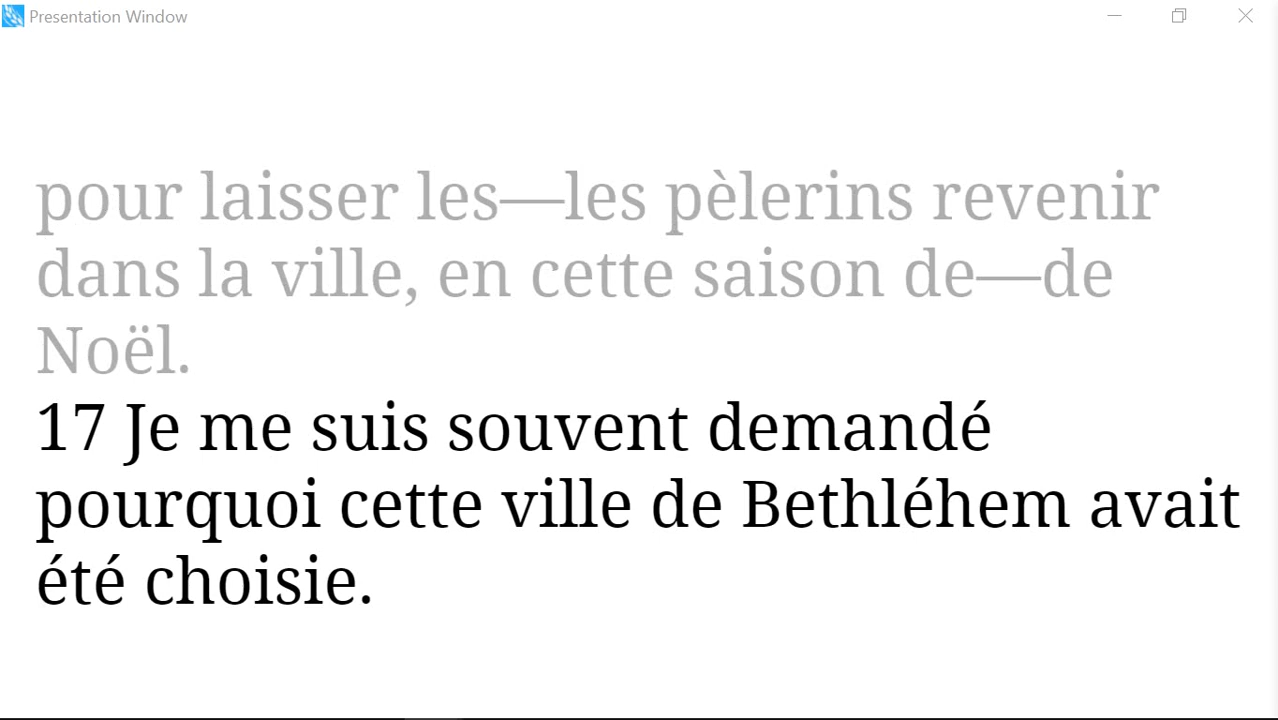 Presentation Window
pour laisser les—les pèlerins revenir
dans la ville, en cette saison de—de
Noël.
17 Je me suis souvent demandé
pourquoi cette ville de Bethléhem avait
été choisie.